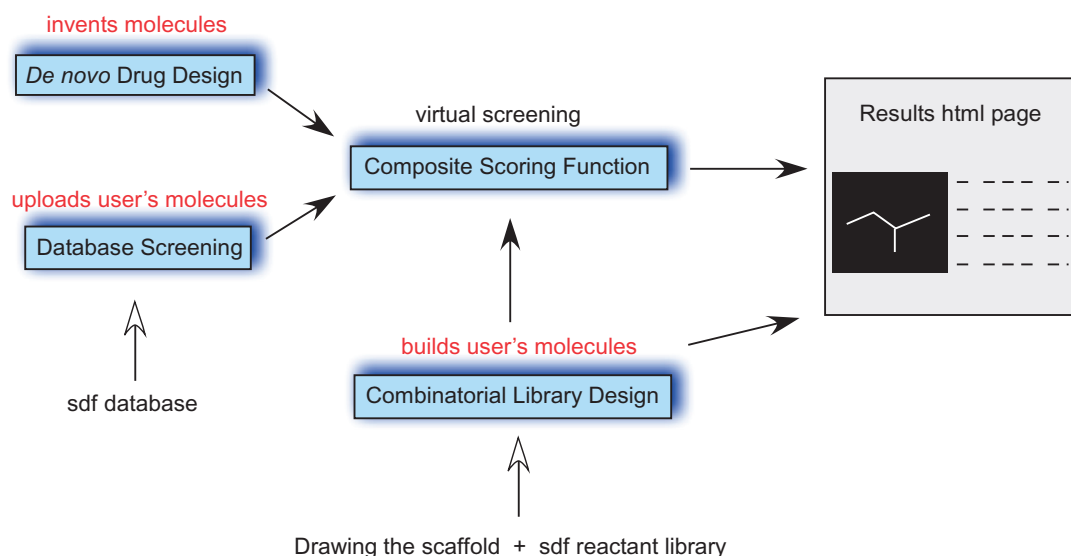 invents molecules
De novo Drug Design
virtual screening
Composite Scoring Function
Results html page
uploads user’s molecules
Database Screening
sdf database
builds user’s molecules
Combinatorial Library Design
Drawing the scaffold + sdf reactant library